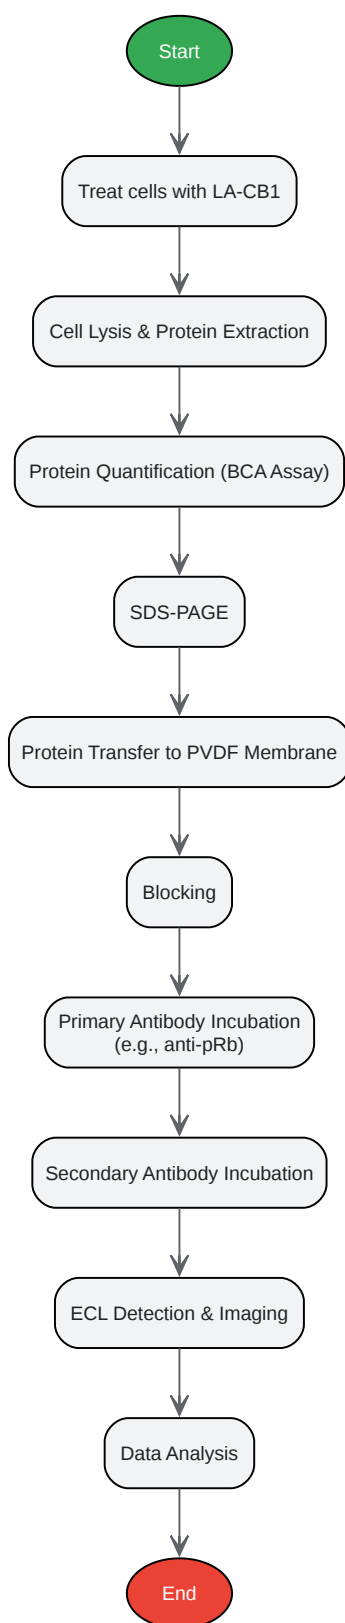 Start
Treat cells with LA-CB1
Cell Lysis & Protein Extraction
Protein Quantification (BCA Assay)
SDS-PAGE
Protein Transfer to PVDF Membrane
Blocking
Primary Antibody Incubation
(e.g., anti-pRb)
Secondary Antibody Incubation
ECL Detection & Imaging
Data Analysis
End